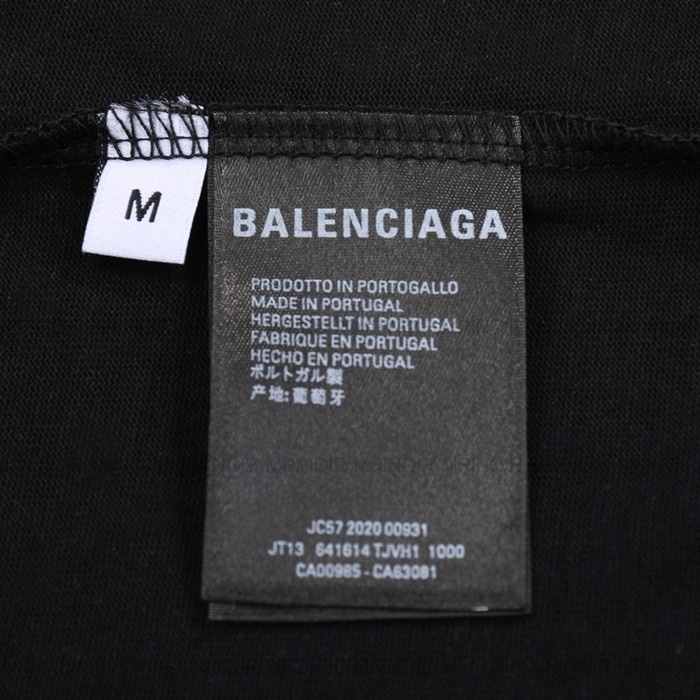 M
BALENCIAGA
PRODOTTO IN PORTOGALLO
MADE IN PORTUGAL
HERGESTELLT IN PORTUGAL
FABRIQUE EN PORTUGAL
HECHO EN PORTUGAL
ポルトガル製
产地:葡萄牙
JC57 2020 00931
JT13 641614 TJVH1 1000
CA00985 - CA63081